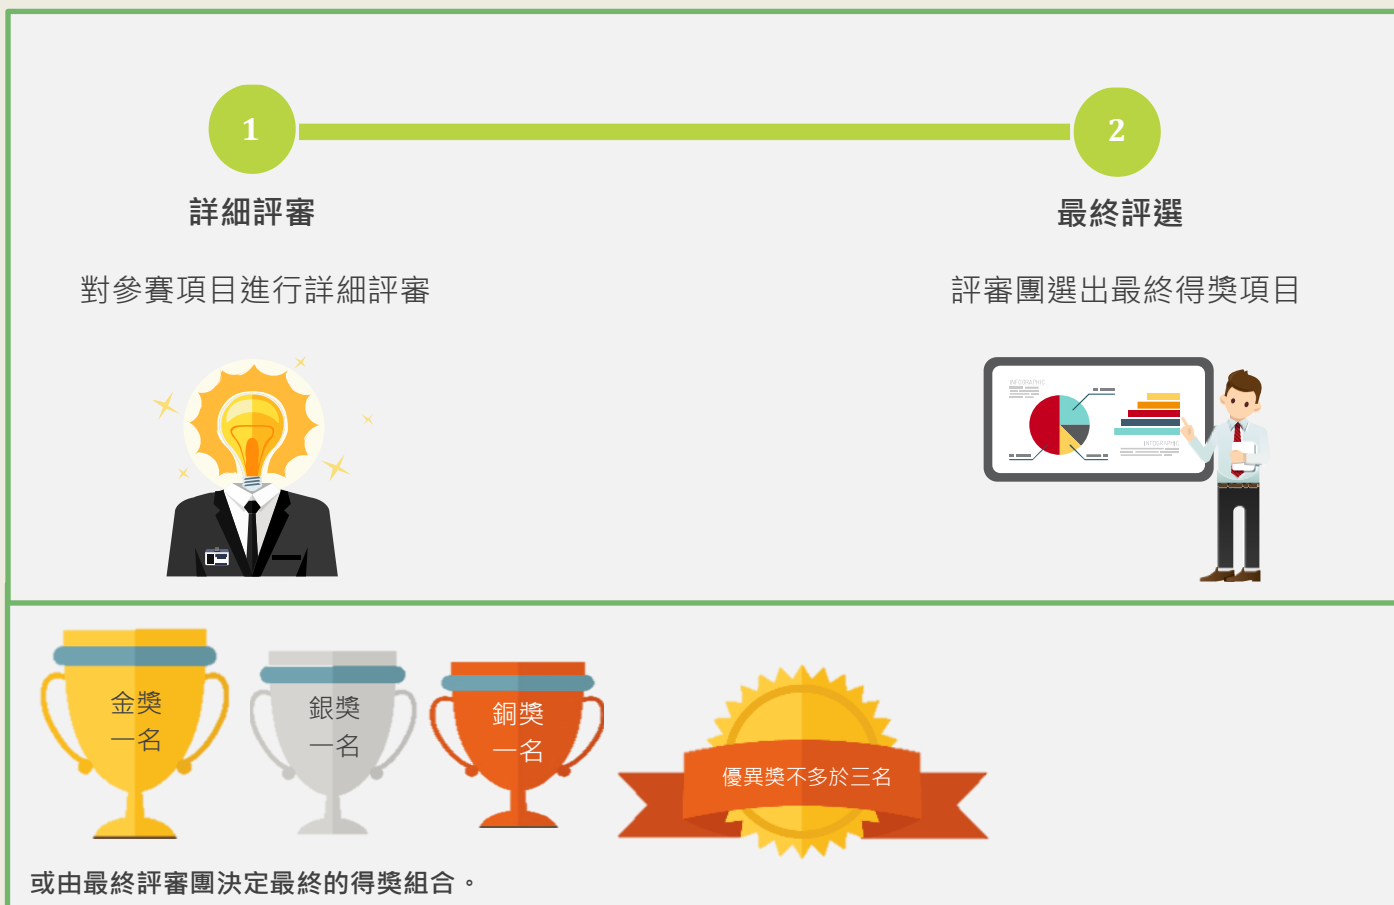 1
2
詳細評審
最終評選
對參賽項目進行詳細評審
評審團選出最終得獎項目
INFOGRAPHIC
INFOGRAPHIC
金獎
一名
銀獎
一名
銅獎
一名
優異獎不多於三名
或由最終評審團決定最終的得獎組合。